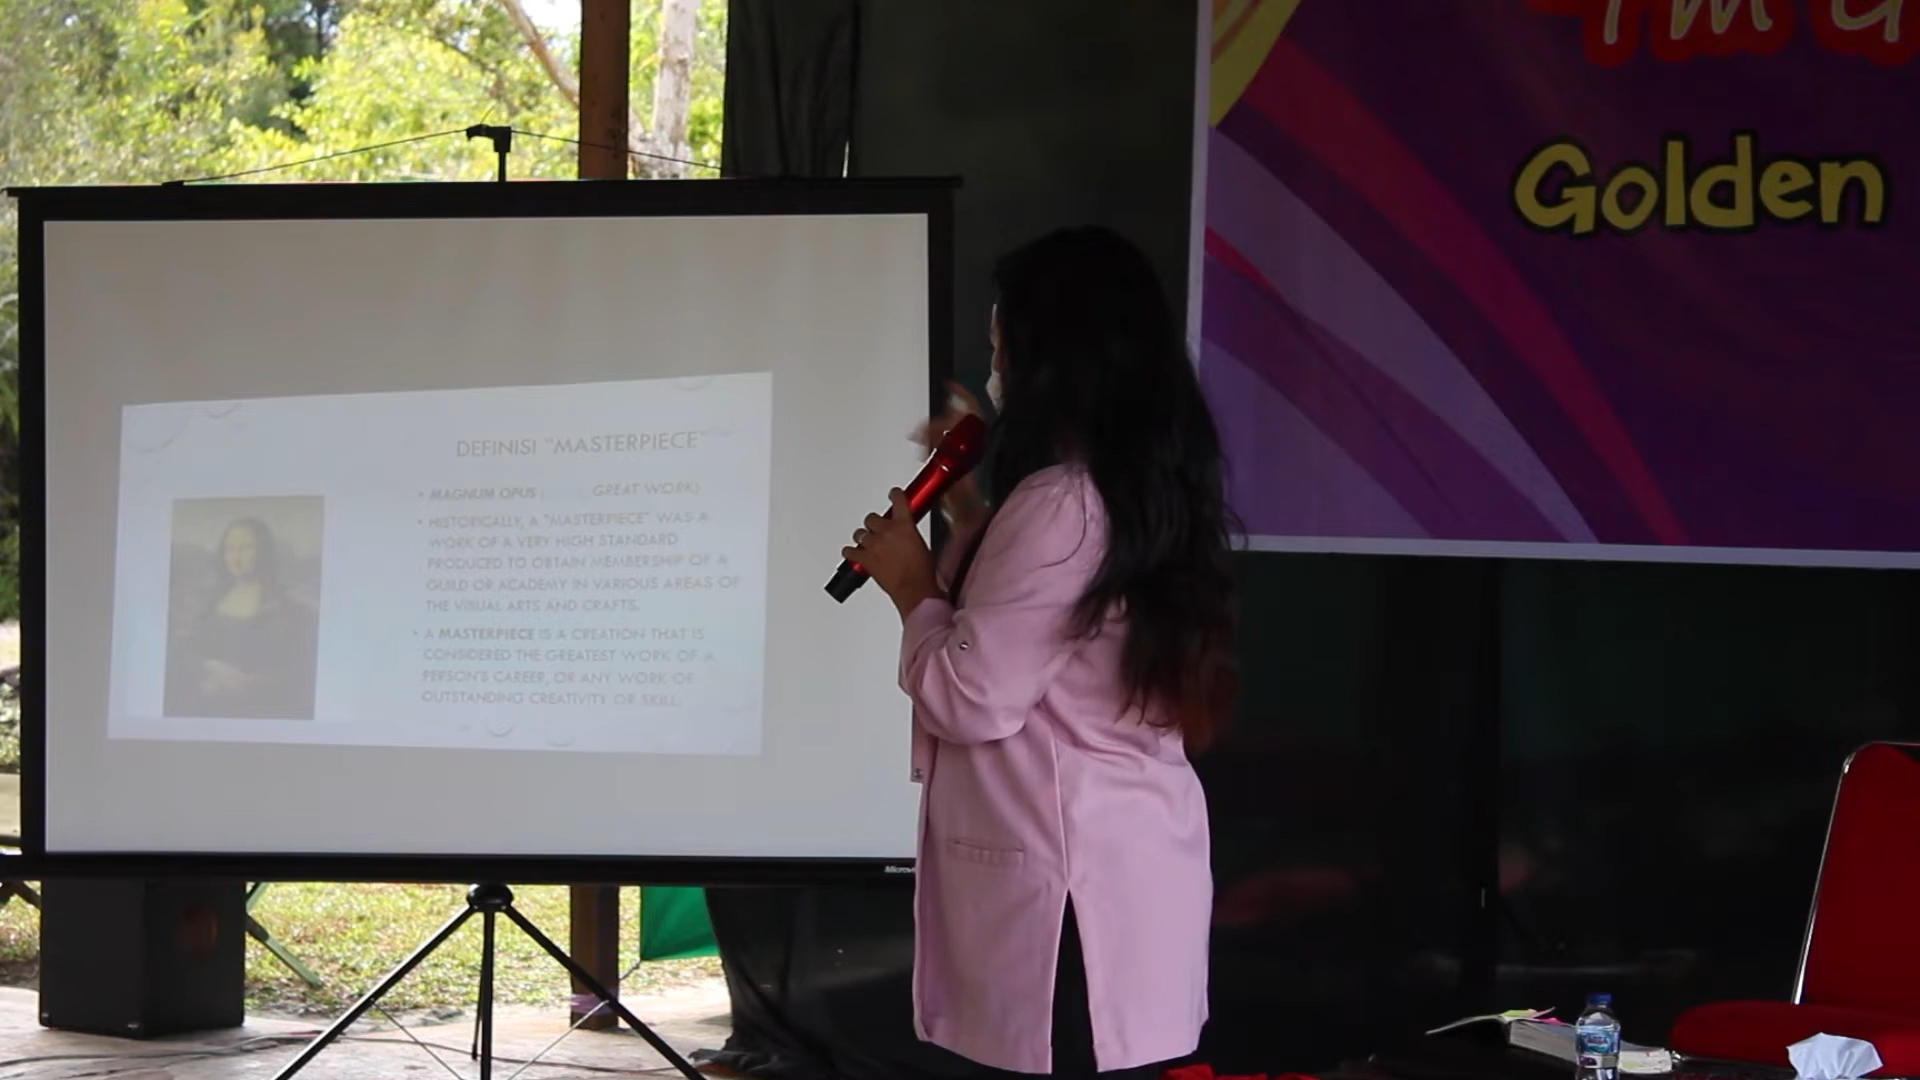 I'm
Golden
DEFINISI "MASTERPIECE"
• MAGNUM OPUS ( GREAT WORK)
• HISTORICALLY, A "MASTERPIECE" WAS A
WORK OF A VERY HIGH STANDARD
PRODUCED TO OBTAIN MEMBERSHIP OF A
GUILD OR ACADEMY IN VARIOUS AREAS OF
THE VISUAL ARTS AND CRAFTS.
• A MASTERPIECE IS A CREATION THAT IS
CONSIDERED THE GREATEST WORK OF A
PERSON'S CAREER, OR ANY WORK OF
OUTSTANDING CREATIVITY OR SKILL.